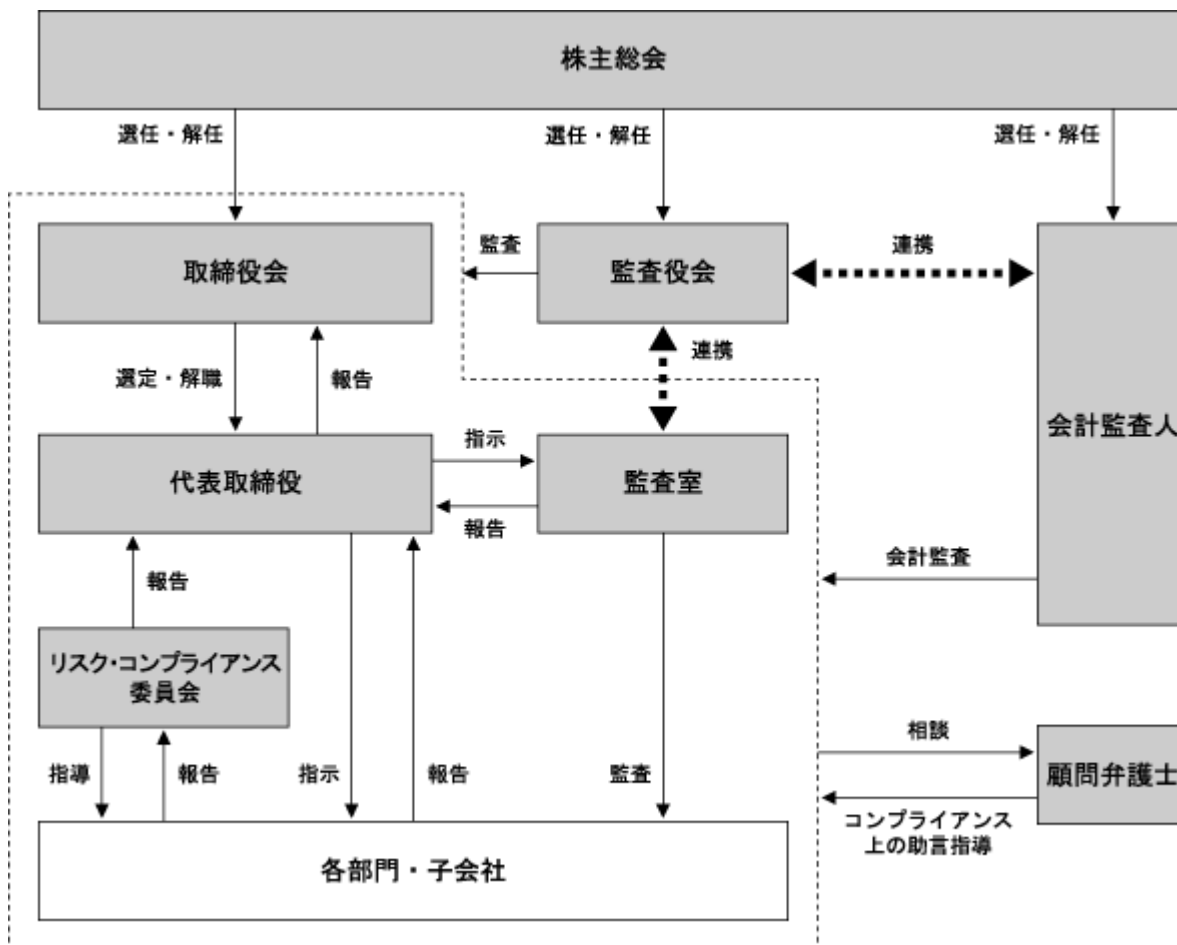 株主総会
選任・解任
選任・解任
選任・解任
取締役会
監査
監査役会
連携
会計監査人
選定・解職
報告
連携
代表取締役
指示
報告
監査室
会計監査
報告
リスク・コンプライアンス
委員会
指導
報告
指示
報告
監査
相談
顧問弁護士
コンプライアンス
上の助言指導
各部門・子会社